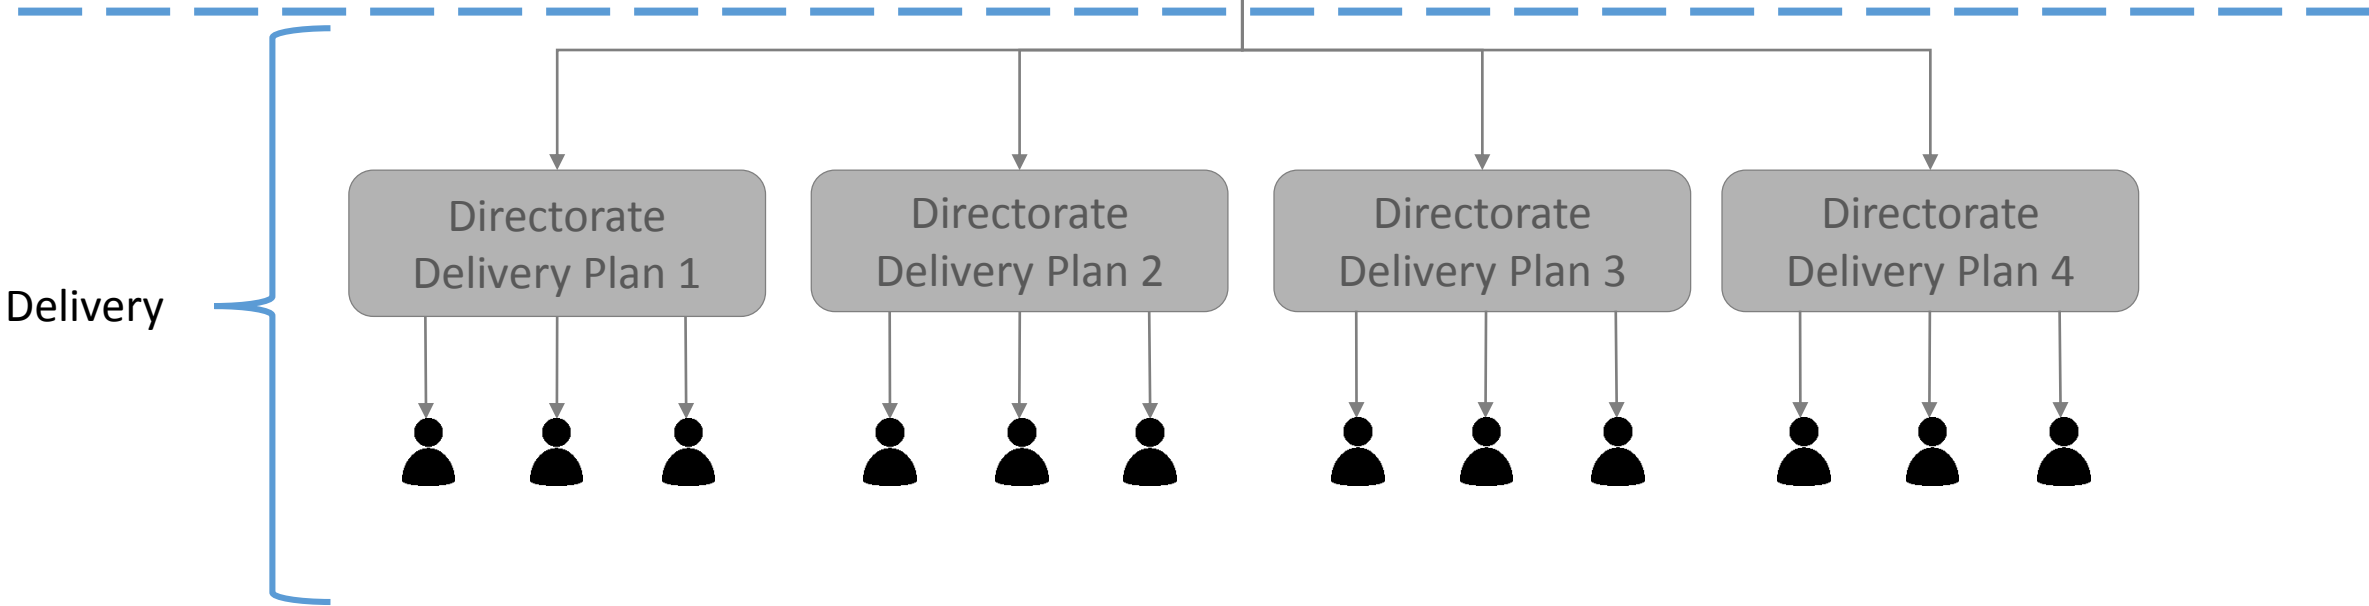 Directorate
Delivery Plan 1
Directorate
Delivery Plan 2
Directorate
Delivery Plan 3
Directorate
Delivery Plan 4
Delivery